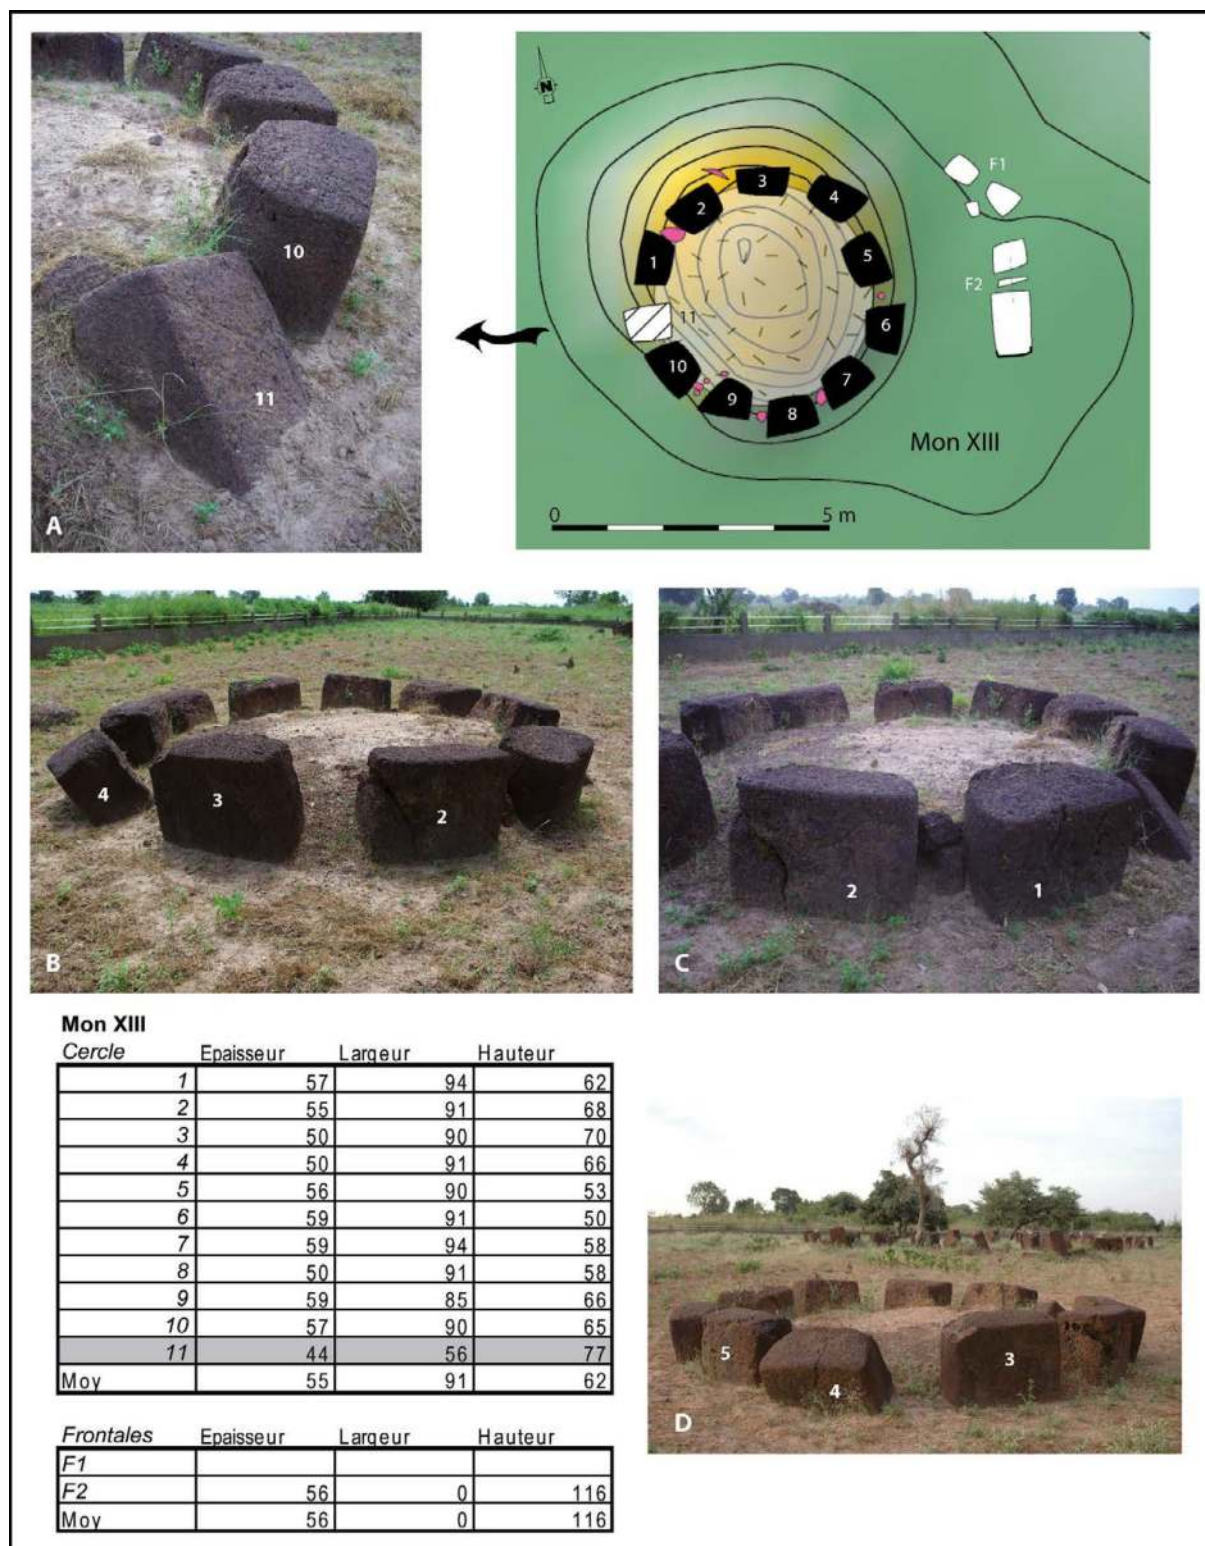 10
11
A
N
3
4
2
F1
1
5
F2
11
6
10
7
9
8
Mon XIII
0 5 m
4
3
2
B
2
1
C
Mon XIII
Cercle Epaisseur Largeur Hauteur
1 57 94 62
2 55 91 68
3 50 90 70
4 50 91 66
5 56 90 53
6 59 91 50
7 59 94 58
8 50 91 58
9 59 85 66
10 57 90 65
11 44 56 77
Moy 55 91 62
Frontales Epaisseur Largeur Hauteur
F1
F2 56 0 116
Moy 56 0 116
5
4
3
D